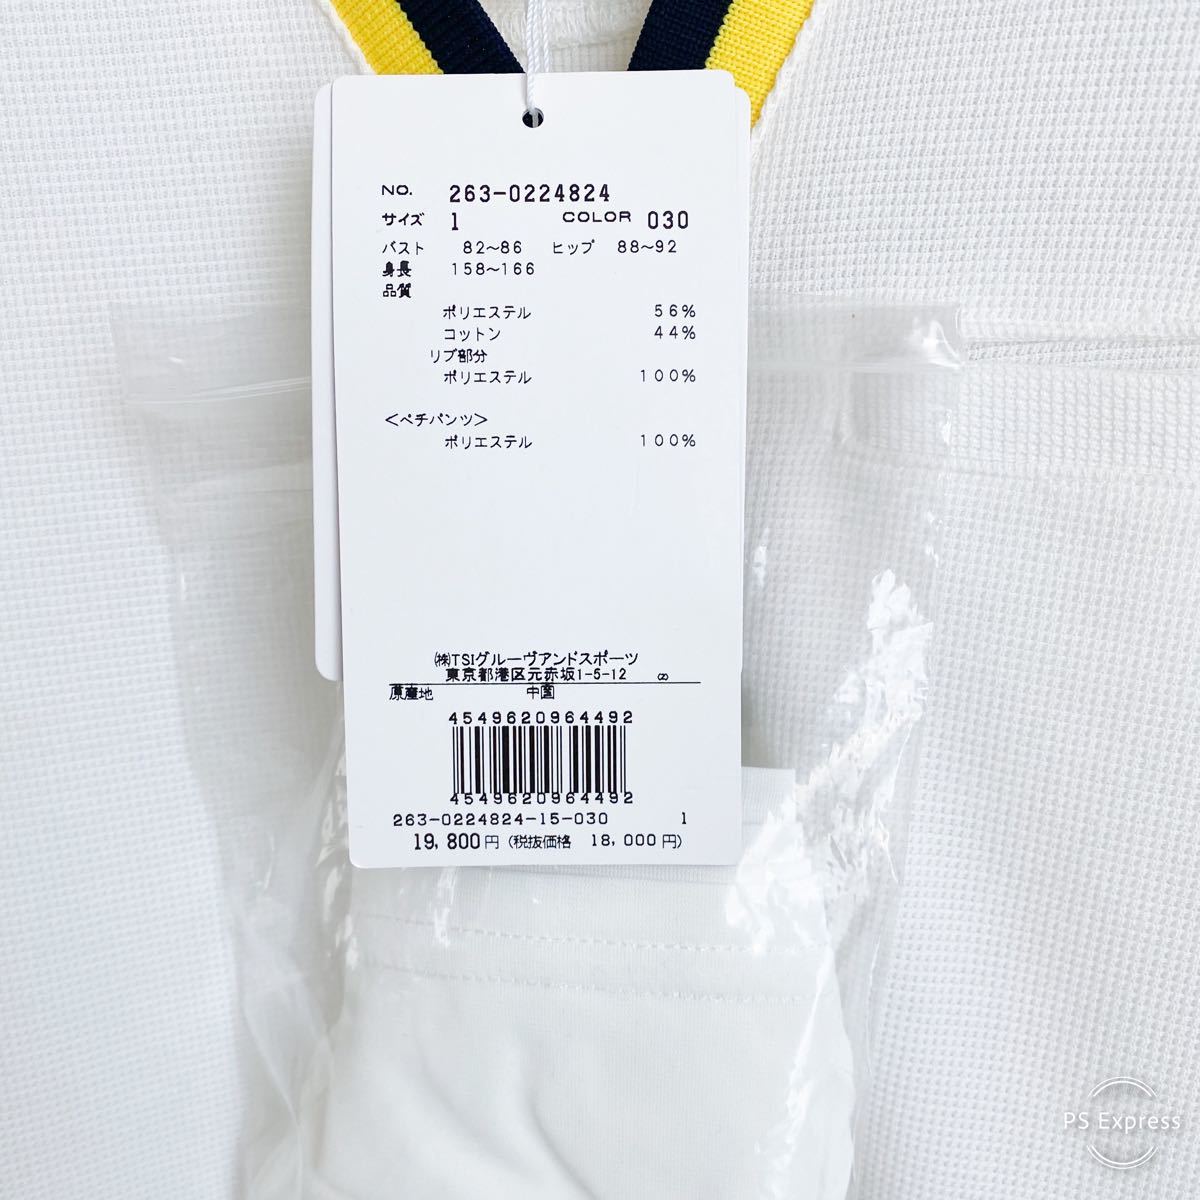 NO. 263-0224824
サイズ 1 COLOR 030
バスト 82~86 ヒップ 88~92
身長 158~166
品質
ポリエステル 56%
コットン 44%
リブ部分
ポリエステル 100%
<ペチパンツ>
ポリエステル 100%
㈱TSIグルーヴアンドスポーツ
東京都港区元赤坂1-5-12 ∞
原産地 中国
4549620964492
4549620964492
263-0224824-15-030 1
19,800円 (税抜価格 18,000円)
PS Express